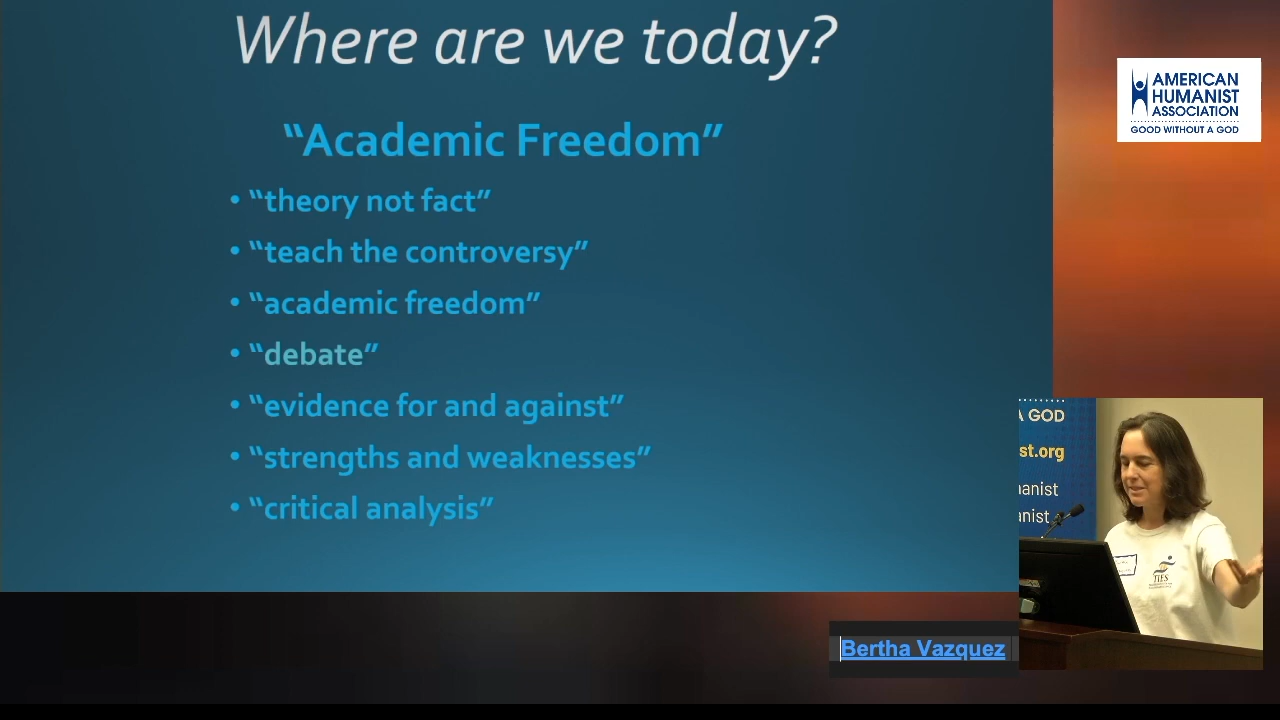 Where are we today?
“Academic Freedom”
• “theory not fact”
• “teach the controversy”
• “academic freedom”
• “debate”
• “evidence for and against”
• “strengths and weaknesses”
• “critical analysis”
AMERICAN
HUMANIST
ASSOCIATION
GOOD WITHOUT A GOD
A GOD
st.org
anist
anist
TIES
Bertha Vazquez